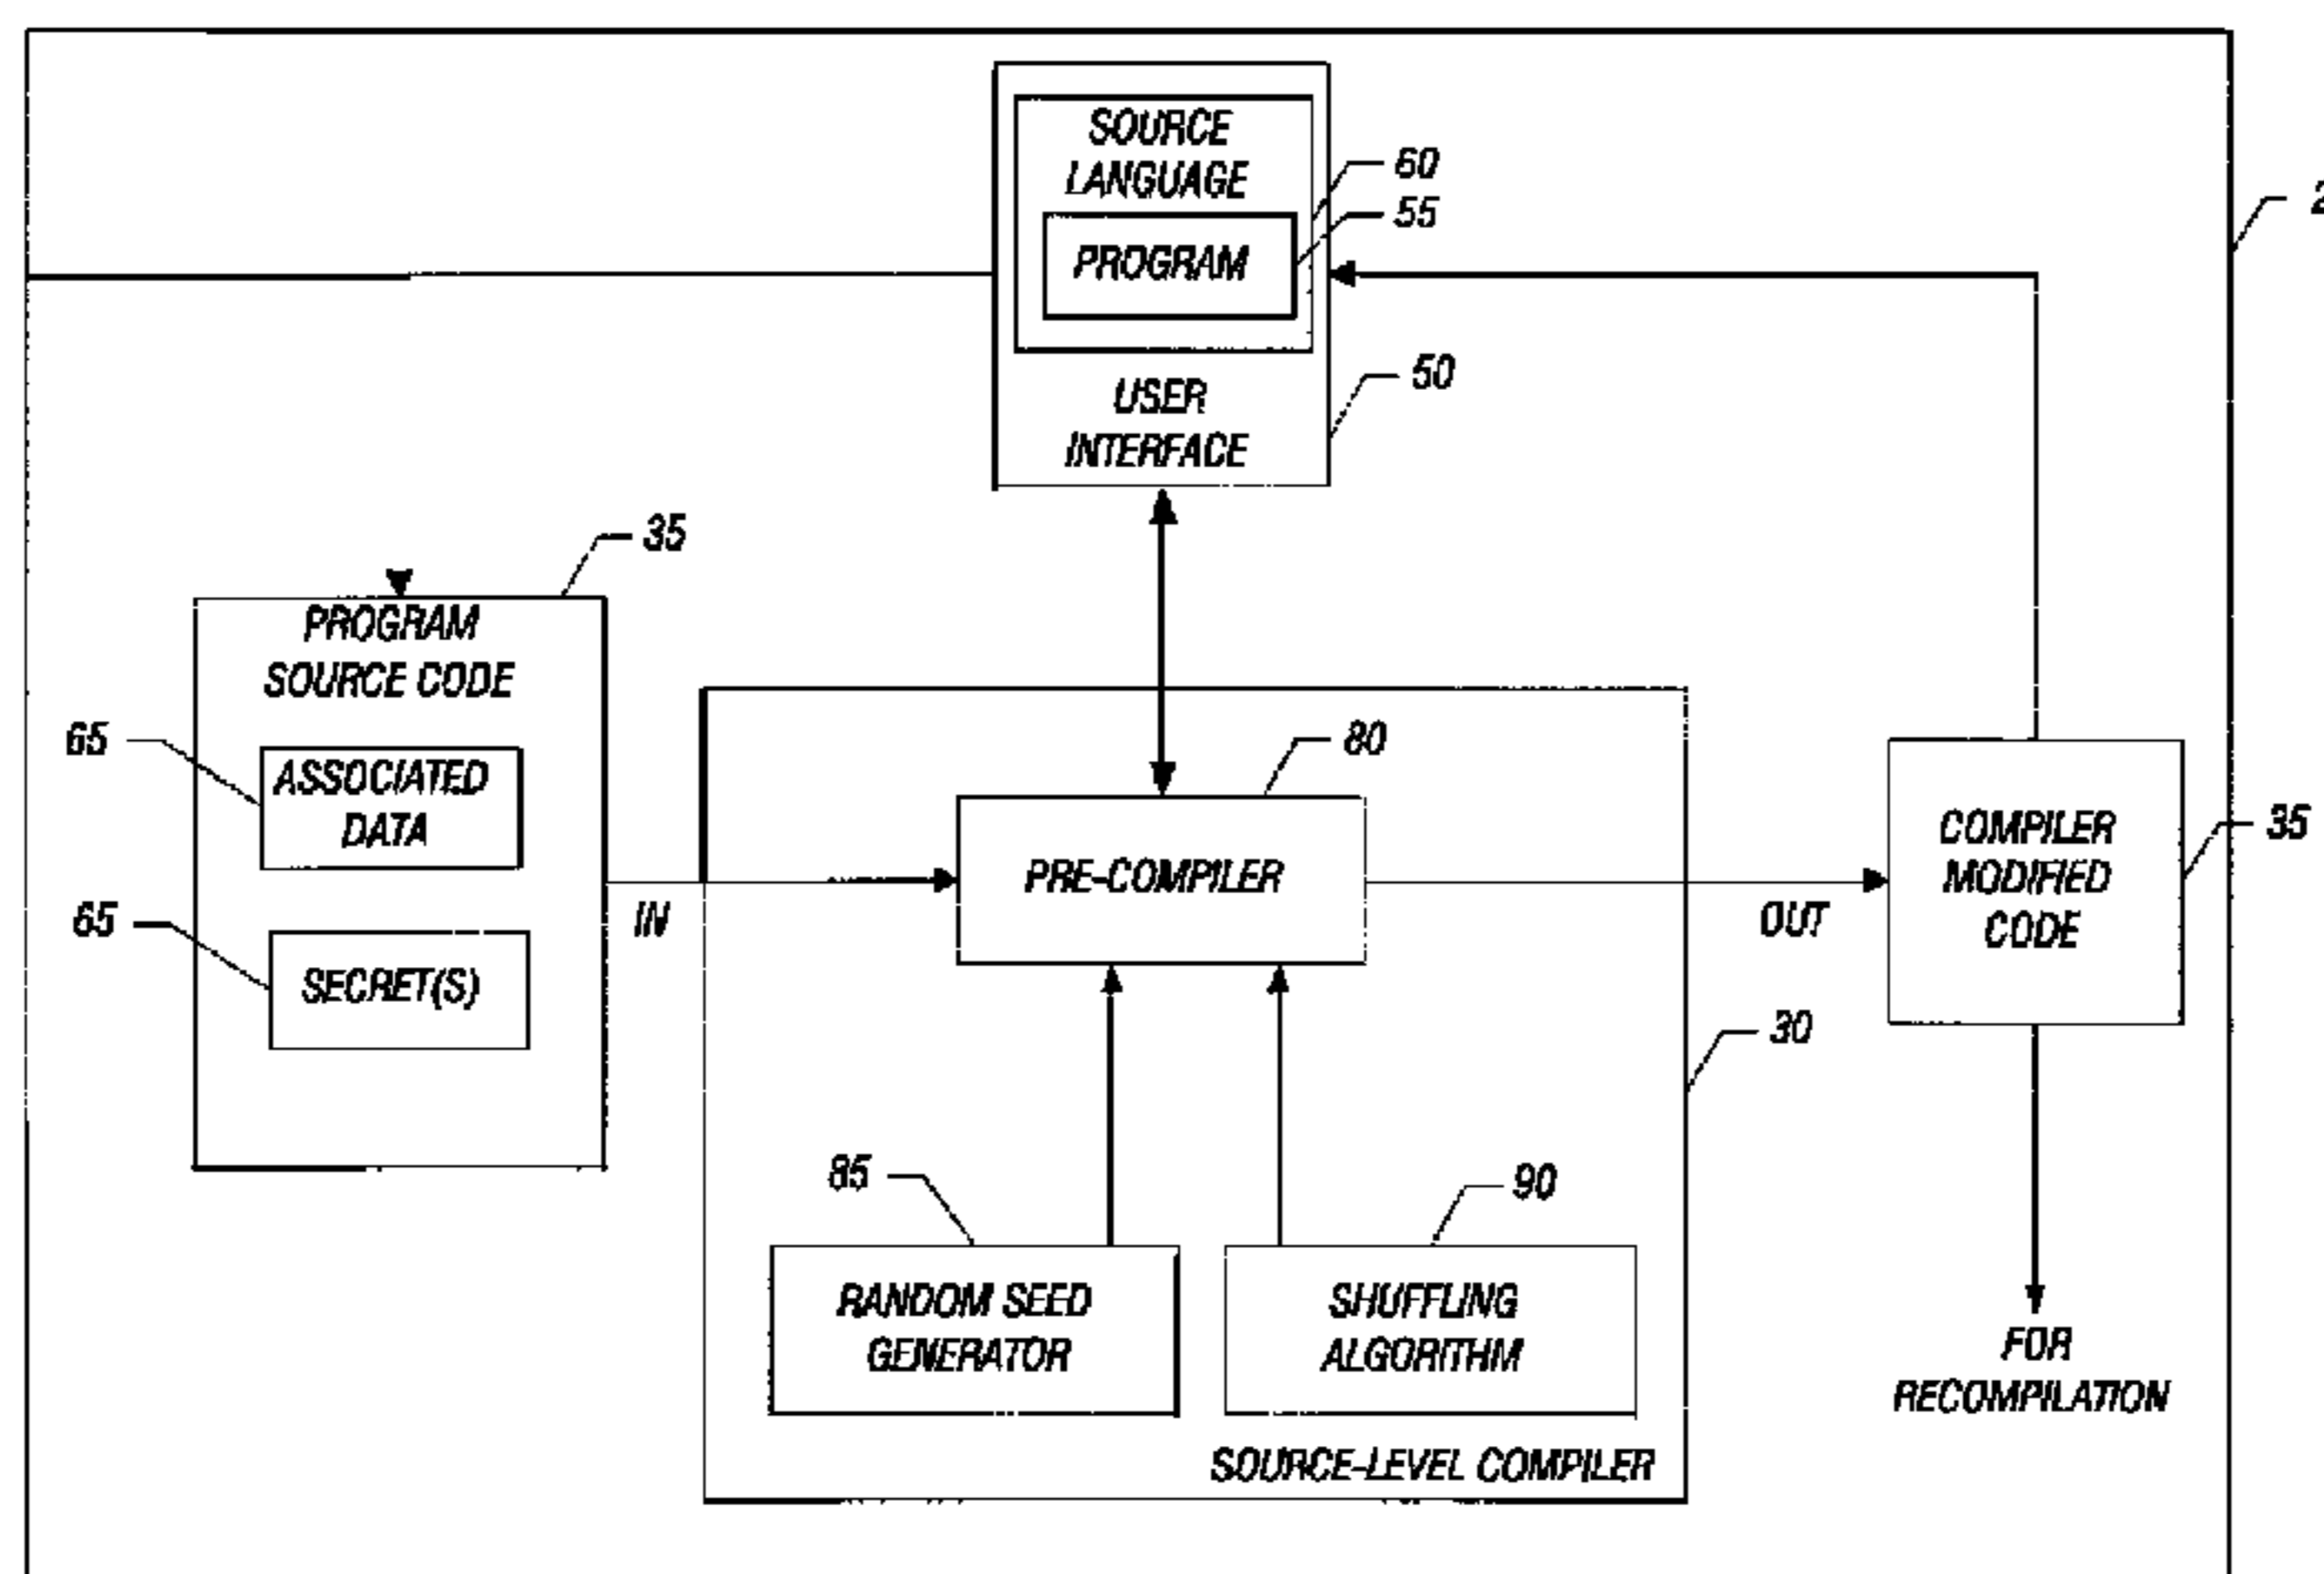 SOURCE
LANGUAGE
60
55
PROGRAM
2
USER
INTERFACE
50
35
PROGRAM
SOURCE CODE
65
ASSOCIATED
DATA
65
SECRET(S)
IN
80
PRE-COMPILER
OUT
COMPILER
MODIFIED
CODE
35
30
85
RANDOM SEED
GENERATOR
90
SHUFFLING
ALGORITHM
SOURCE-LEVEL COMPILER
FOR
RECOMPILATION